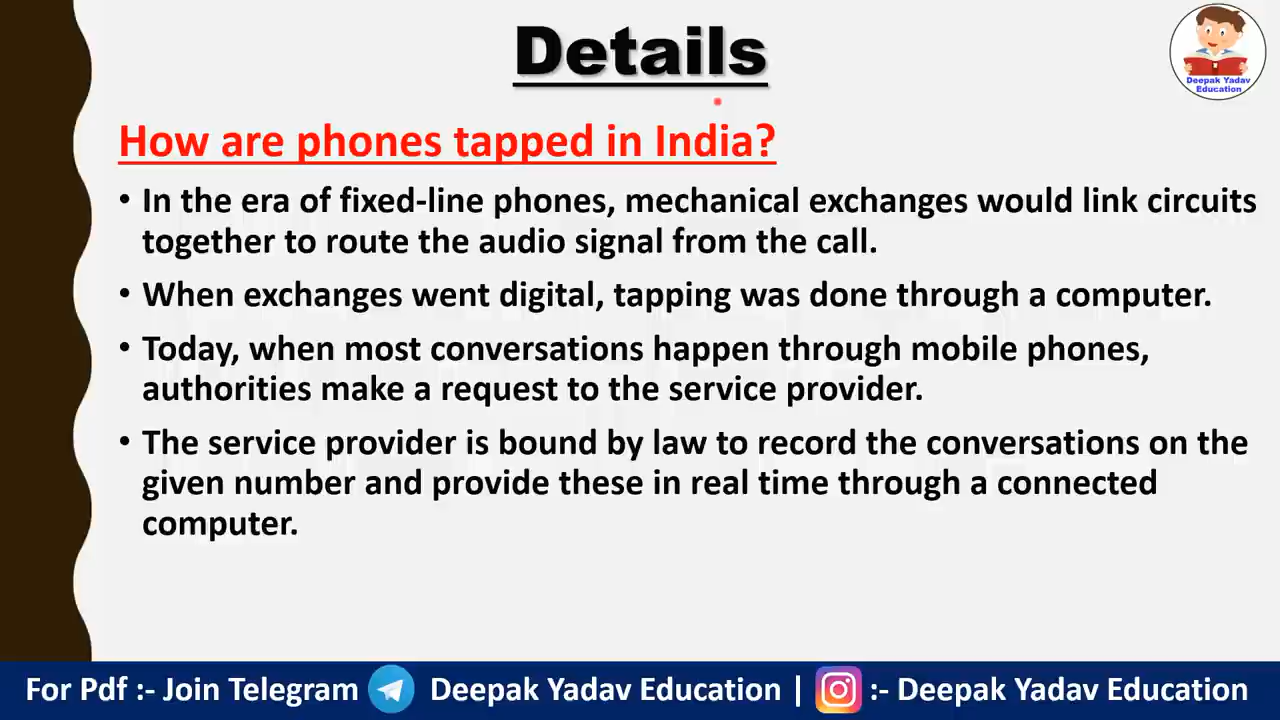 Details
Deepak Yadav
Education
How are phones tapped in India?
• In the era of fixed-line phones, mechanical exchanges would link circuits
together to route the audio signal from the call.
• When exchanges went digital, tapping was done through a computer.
• Today, when most conversations happen through mobile phones,
authorities make a request to the service provider.
• The service provider is bound by law to record the conversations on the
given number and provide these in real time through a connected
computer.
For Pdf :- Join Telegram Deepak Yadav Education | :- Deepak Yadav Education